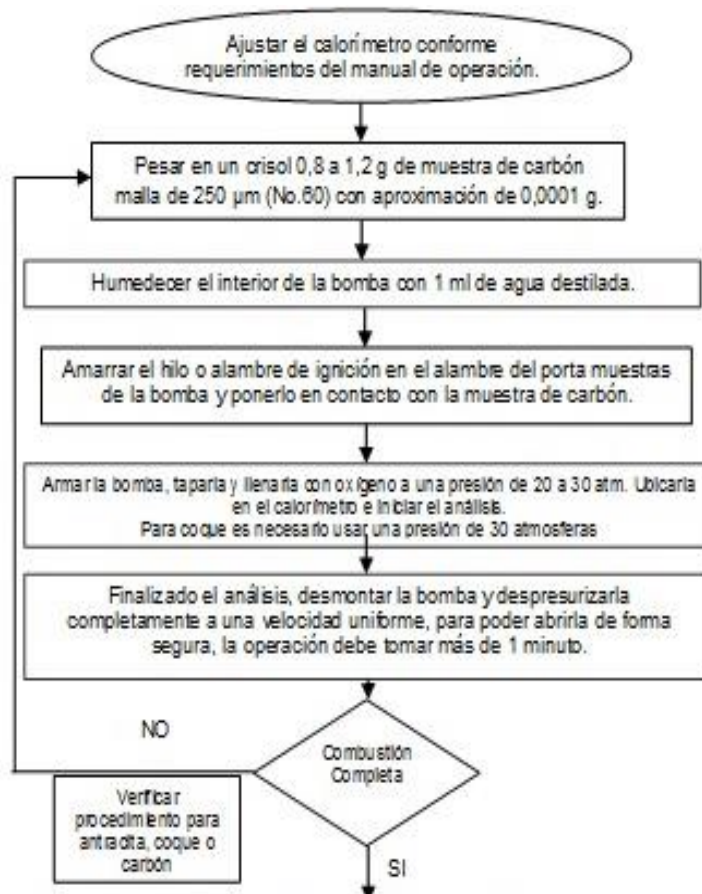 Ajustar el calorímetro conforme
requerimientos del manual de operación.
Pesar en un crisol 0,8 a 1,2 g de muestra de carbón
malla de 250 µm (No.60) con aproximación de 0,0001 g.
Humedecer el interior de la bomba con 1 ml de agua destilada.
Amarrar el hilo o alambre de ignición en el alambre del porta muestras
de la bomba y ponerlo en contacto con la muestra de carbón.
Armar la bomba, taparla y llenarla con oxígeno a una presión de 20 a 30 atm. Ubicarla
en el calorímetro e iniciar el análisis.
Para coque es necesario usar una presión de 30 atmosferas
Finalizado el análisis, desmontar la bomba y despresurizarla
completamente a una velocidad uniforme, para poder abrirla de forma
segura, la operación debe tomar más de 1 minuto.
NO
Combustión
Completa
Verificar
procedimiento para
antracita, coque o
carbón
SI